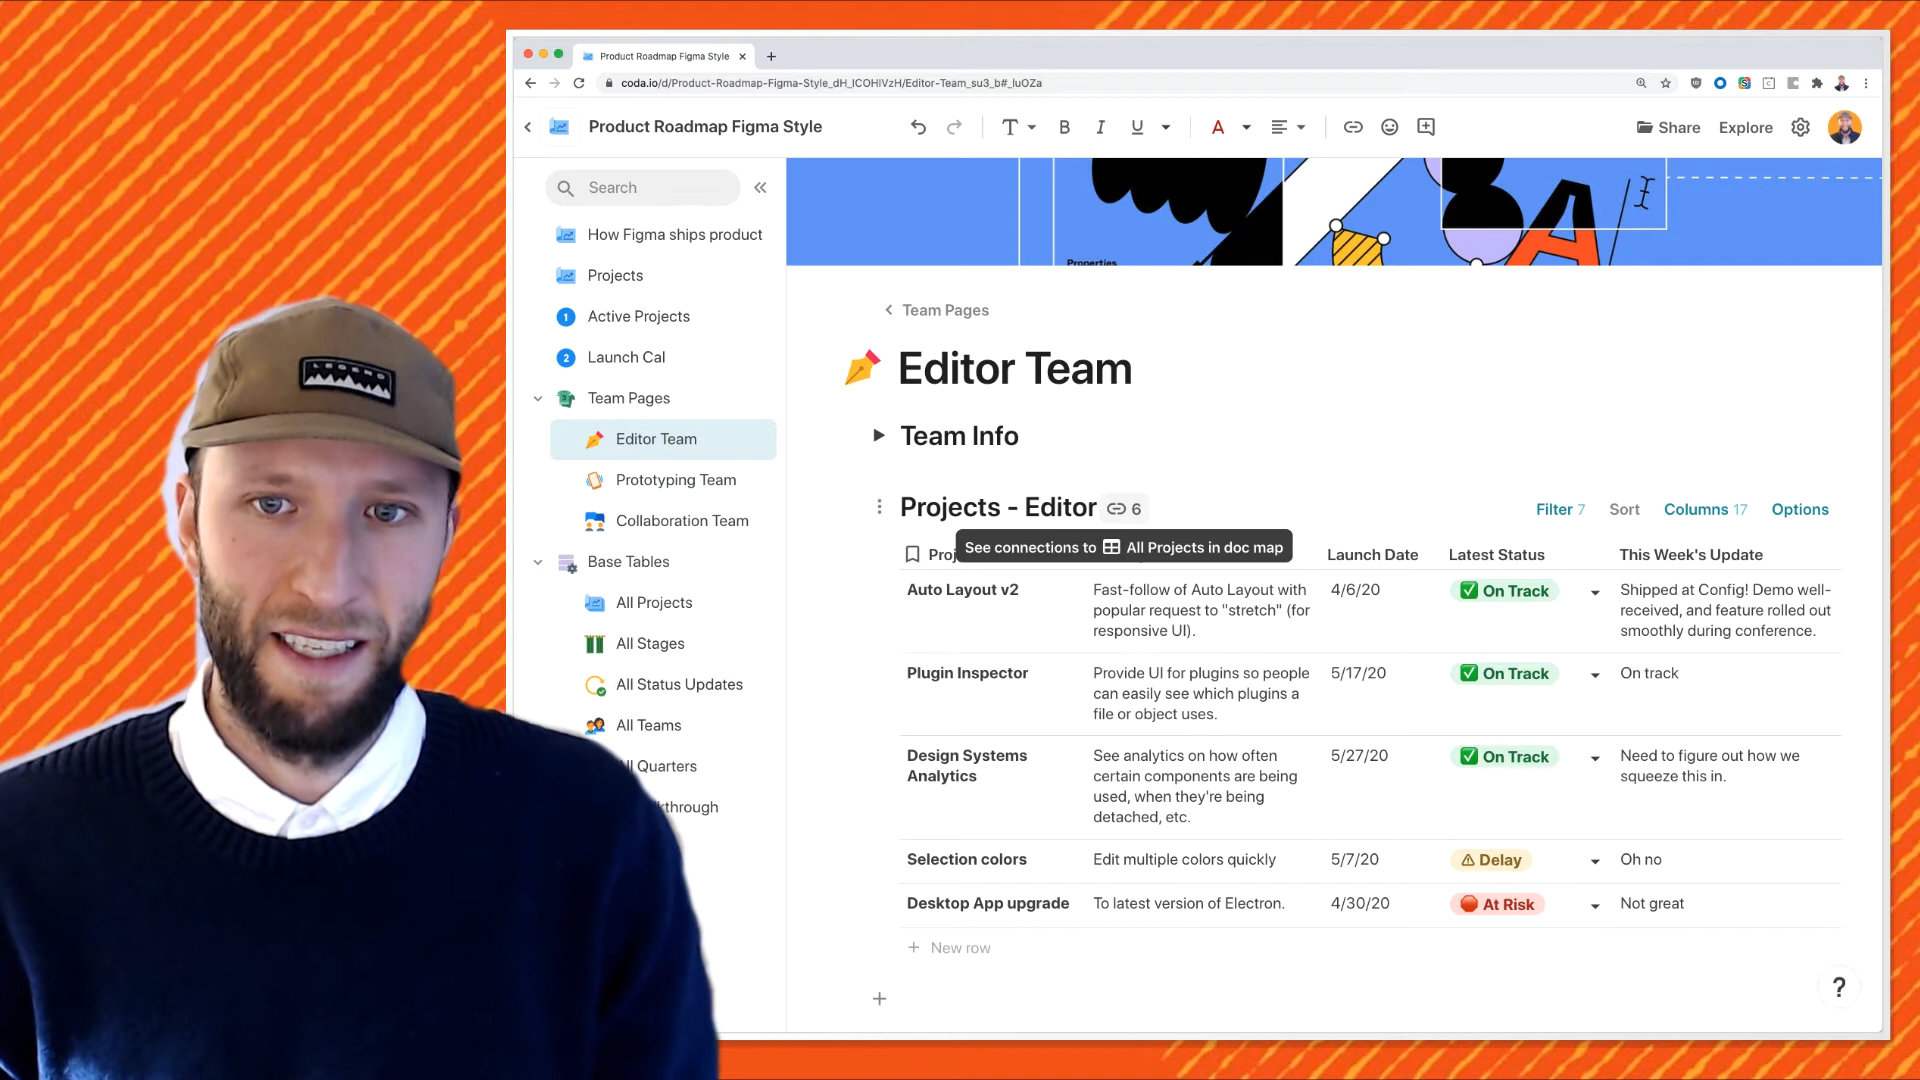 Product Roadmap Figma Style
coda.io/d/Product-Roadmap-Figma-Style_dH_ICOHIVzH/Editor-Team_su3_b#_luOZa
Product Roadmap Figma Style
T
B
I
U
A
Share
Explore
Search
How Figma ships product
Projects
1 Active Projects
2 Launch Cal
Team Pages
Editor Team
Prototyping Team
Collaboration Team
Base Tables
All Projects
All Stages
All Status Updates
All Teams
Quarters
kthrough
LEGEND
A
Properties
Team Pages
Editor Team
Team Info
Projects - Editor 6
Filter 7
Sort
Columns 17
Options
See connections to All Projects in doc map
Launch Date
Latest Status
This Week's Update
Auto Layout v2
Fast-follow of Auto Layout with
popular request to "stretch" (for
responsive UI).
4/6/20
On Track
Shipped at Config! Demo well-
received, and feature rolled out
smoothly during conference.
Plugin Inspector
Provide UI for plugins so people
can easily see which plugins a
file or object uses.
5/17/20
On Track
On track
Design Systems
Analytics
See analytics on how often
certain components are being
used, when they're being
detached, etc.
5/27/20
On Track
Need to figure out how we
squeeze this in.
Selection colors
Edit multiple colors quickly
5/7/20
Delay
Oh no
Desktop App upgrade
To latest version of Electron.
4/30/20
At Risk
Not great
+ New row
+
?